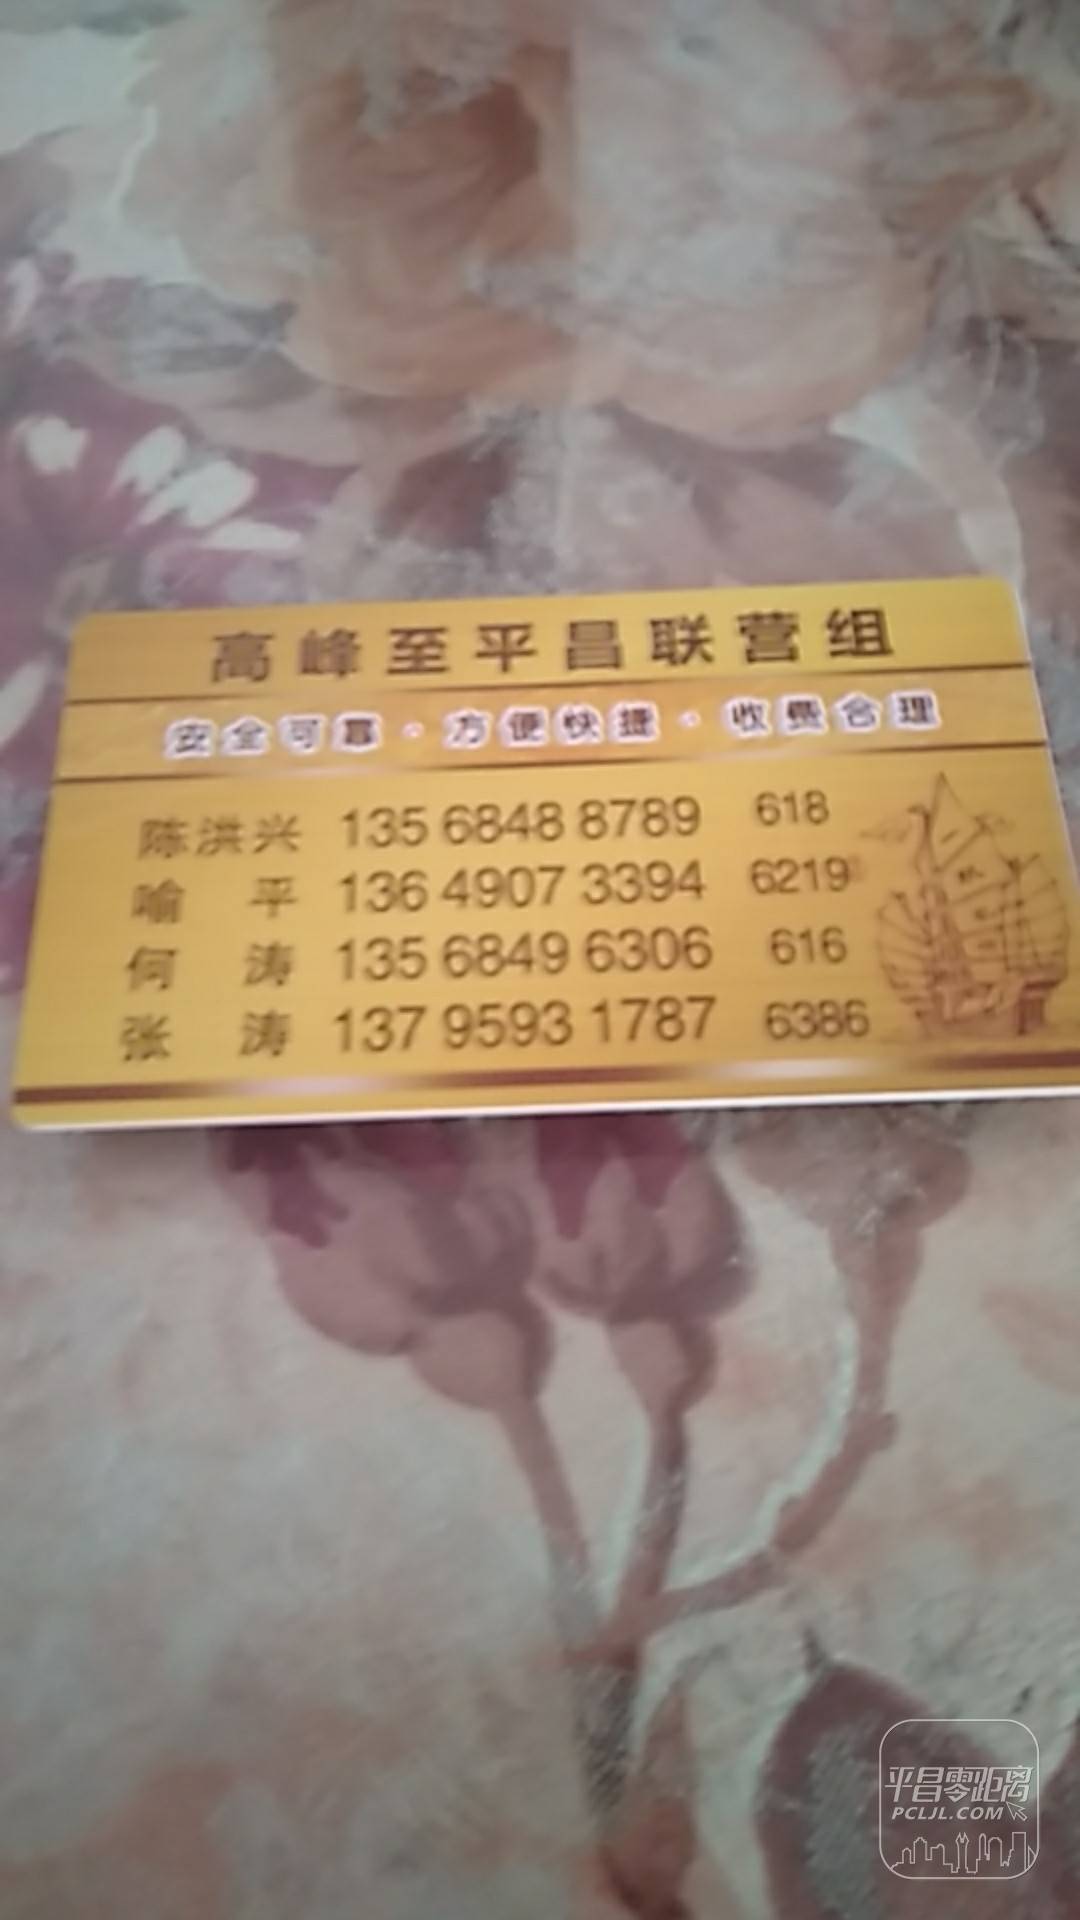 高峰至平昌联营组
安全可靠·方便快捷·收费合理
陈洪兴 135 6848 8789 618
喻 平 136 4907 3394 6219
何 涛 135 6849 6306 616
张 涛 137 9593 1787 6386
平昌零距离
PCLJL.COM